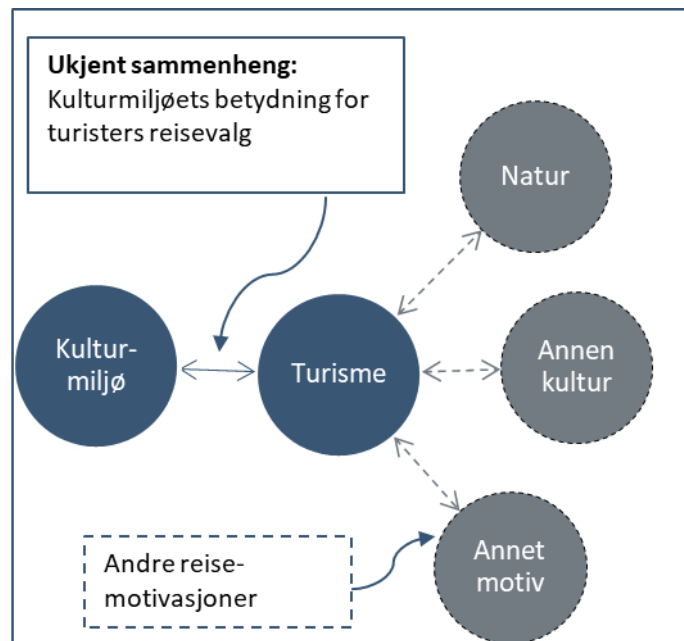 Ukjent sammenheng:
Kulturmiljøets betydning for
turisters reisevalg
Natur
Kultur-
miljø
Turisme
Annen
kultur
Andre reise-
motivasjoner
Annet
motiv